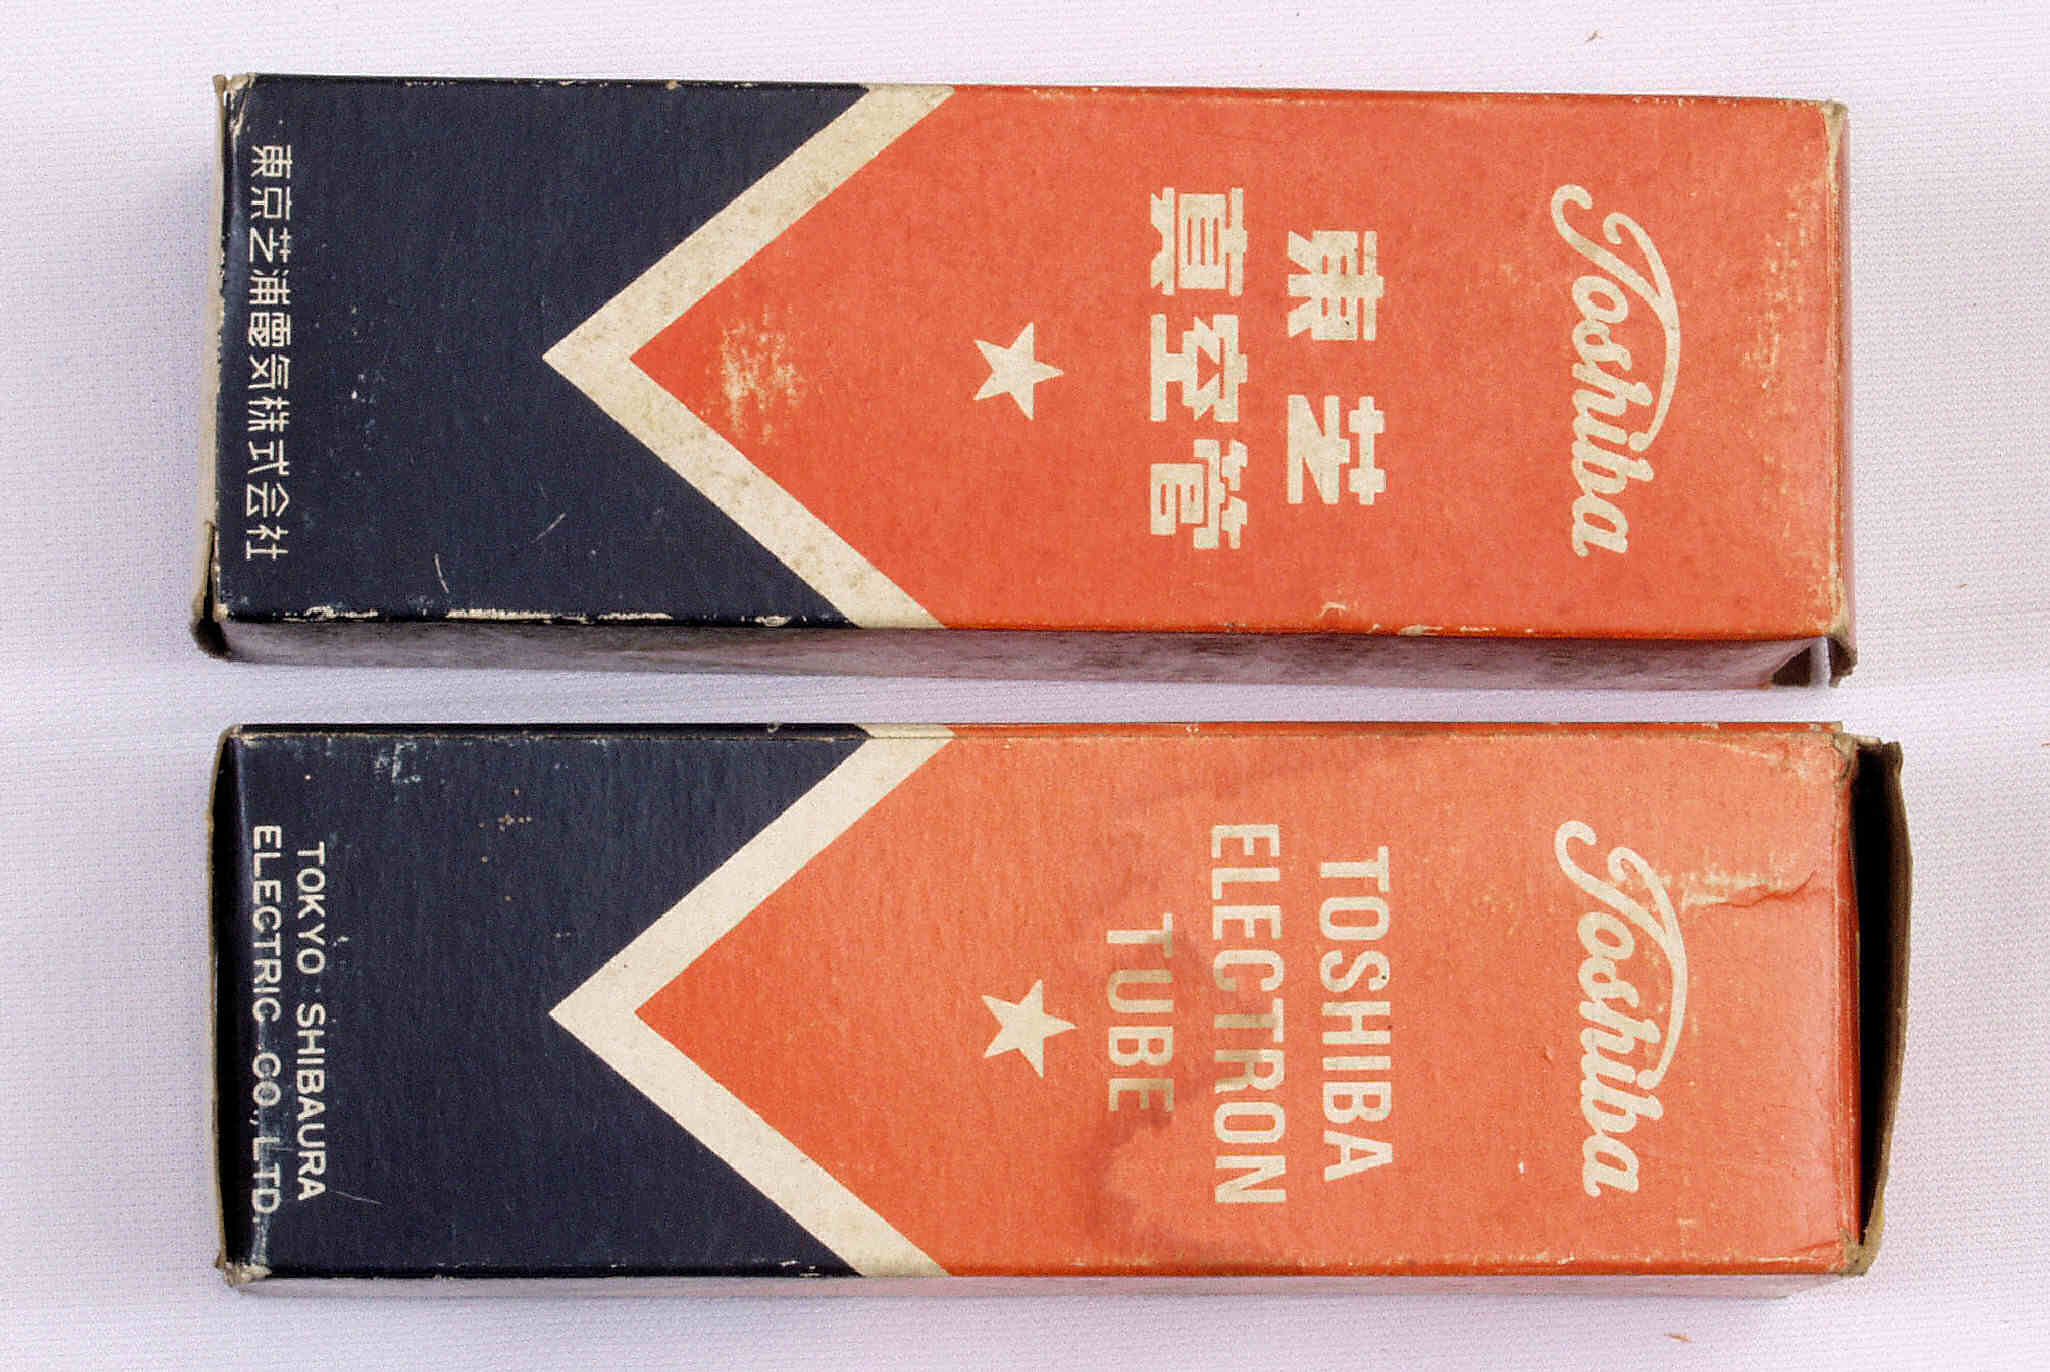 Toshiba
東芝
真空管
東京芝浦電気株式会社
Toshiba
TOSHIBA
ELECTRON
TUBE
TOKYO SHIBAURA
ELECTRIC CO., LTD.